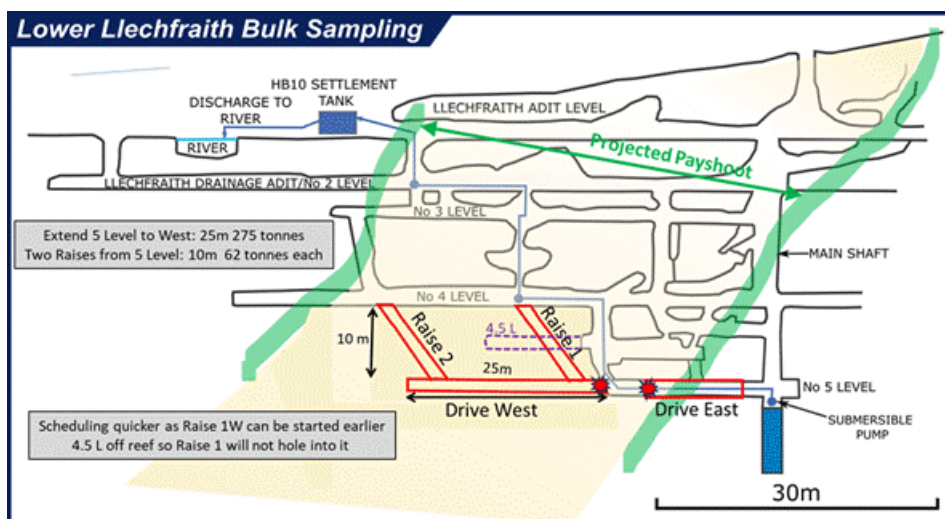 Lower Llechfraith Bulk Sampling
HB10 SETTLEMENT
TANK
DISCHARGE TO
RIVER
RIVER
LLECHFRAITH ADIT LEVEL
Projected Payshoot
LLECHFRAITH DRAINAGE ADIT/No 2 LEVEL
No 3 LEVEL
Extend 5 Level to West: 25m 275 tonnes
Two Raises from 5 Level: 10m 62 tonnes each
MAIN SHAFT
No 4 LEVEL
10 m
Raise 2
4.5 L
Raise 1
25m
No 5 LEVEL
Drive West
Drive East
SUBMERSIBLE
PUMP
Scheduling quicker as Raise 1W can be started earlier
4.5 L off reef so Raise 1 will not hole into it
30m